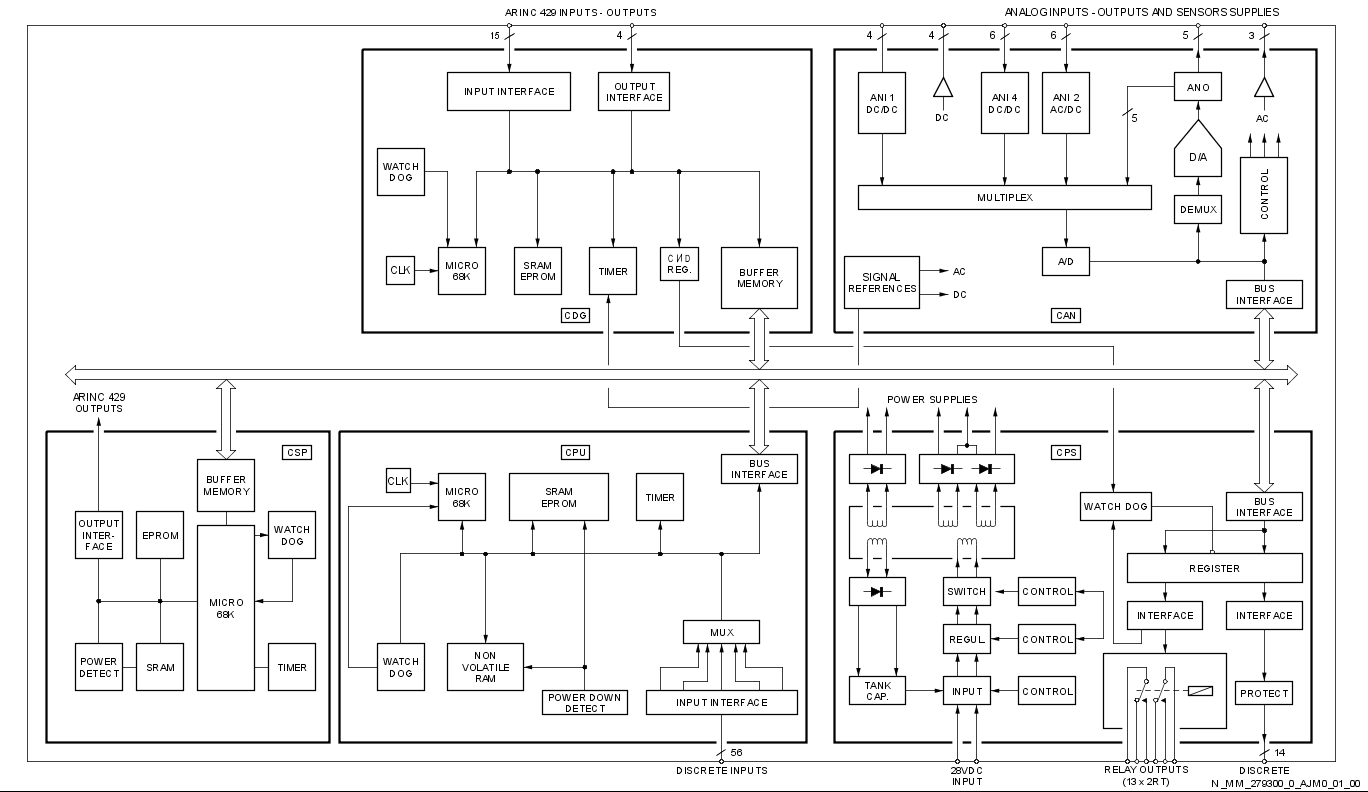 ARINC 429 INPUTS - OUTPUTS
ANALOG INPUTS - OUTPUTS AND SENSORS SUPPLIES
15
4
4
4
6
6
5
3
INPUT INTERFACE
OUTPUT
INTERFACE
WATCH
DOG
CLK
MICRO
68K
SRAM
EPROM
TIMER
CMD
REG.
BUFFER
MEMORY
CDG
ANI 1
DC/DC
DC
ANI 4
DC/DC
ANI 2
AC/DC
5
ANO
AC
D/A
DEMUX
CONTROL
MULTIPLEX
A/D
SIGNAL
REFERENCES
AC
DC
CAN
BUS
INTERFACE
ARINC 429
OUTPUTS
CSP
BUFFER
MEMORY
OUTPUT
INTER-
FACE
EPROM
WATCH
DOG
MICRO
68K
POWER
DETECT
SRAM
TIMER
CPU
BUS
INTERFACE
CLK
MICRO
68K
SRAM
EPROM
TIMER
MUX
WATCH
DOG
NON
VOLATILE
RAM
POWER DOWN
DETECT
INPUT INTERFACE
56
DISCRETE INPUTS
POWER SUPPLIES
CPS
WATCH DOG
BUS
INTERFACE
REGISTER
SWITCH
CONTROL
INTERFACE
INTERFACE
REGUL.
CONTROL
TANK
CAP.
INPUT
CONTROL
PROTECT
14
28VDC
INPUT
RELAY OUTPUTS
(13 x 2RT)
DISCRETE
N_MM_279300_0_AJM0_01_00